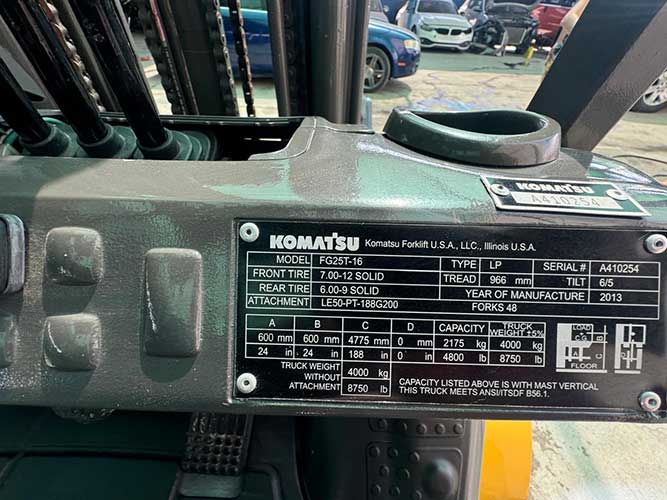 KOMATSU
A410254
KOMATSU Komatsu Forklift U.S.A., LLC., Illinois U.S.A.
MODEL FG25T-16 TYPE LP SERIAL # A410254
FRONT TIRE 7.00-12 SOLID TREAD 966 mm TILT 6/5
REAR TIRE 6.00-9 SOLID YEAR OF MANUFACTURE 2013
ATTACHMENT LE50-PT-188G200 FORKS 48
A B C D CAPACITY TRUCK WEIGHT ±5%
600 mm 600 mm 4775 mm 0 mm 2175 kg 4000 kg
24 in 24 in 188 in 0 in 4800 lb 8750 lb
TRUCK WEIGHT WITHOUT ATTACHMENT 4000 kg
8750 lb
CAPACITY LISTED ABOVE IS WITH MAST VERTICAL
THIS TRUCK MEETS ANSI/ITSDF B56.1.
LOAD
C G
B
C
FLOOR